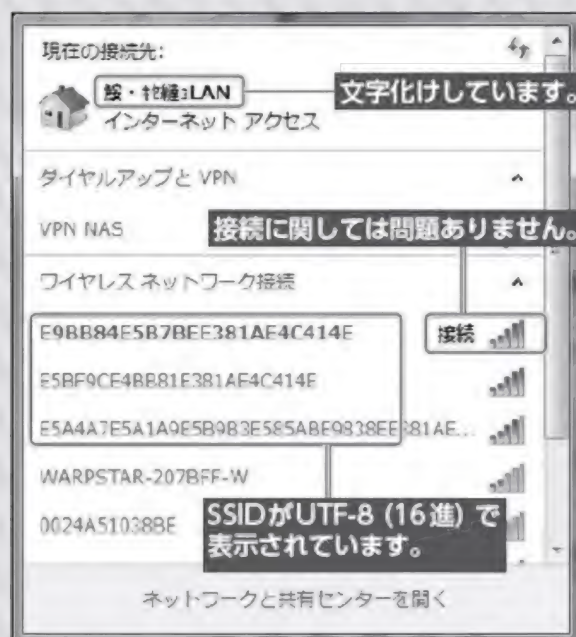 現在の接続先:
LAN
文字化けしています。
インターネット アクセス
ダイヤルアップと VPN
VPN NAS
接続に関しては問題ありません。
ワイヤレス ネットワーク接続
E9BB84E5B7BEE381AE4C414E 接続
E5BF9CE4BB81E381AE4C414E
E5A4A7E5A1A9E5B9B3E585ABE9838EE381AE...
WARPSTAR-207BFF-W
0024A51038BE
SSIDがUTF-8 (16進) で
表示されています。
ネットワークと共有センターを開く